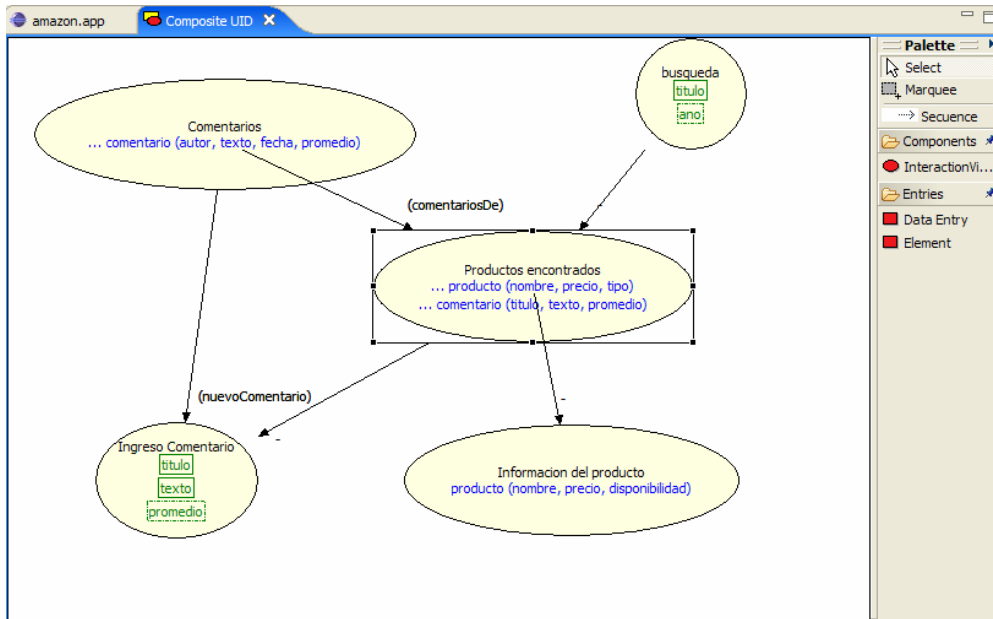 amazon.app
Composite UID
Comentarios
... comentario (autor, texto, fecha, promedio)
busqueda
titulo
ano
(comentariosDe)
-
Productos encontrados
... producto (nombre, precio, tipo)
... comentario (titulo, texto, promedio)
(nuevoComentario)
-
-
Ingreso Comentario
titulo
texto
promedio
Informacion del producto
producto (nombre, precio, disponibilidad)
Palette
Select
Marquee
Secuence
Components
InteractionVi...
Entries
Data Entry
Element